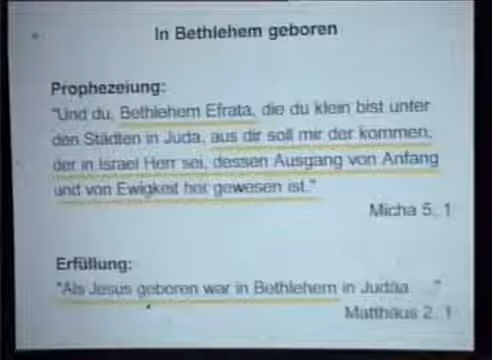 In Bethlehem geboren
Prophezeiung:
"Und du, Bethlehem Efrata, die du klein bist unter
den Städten in Juda, aus dir soll mir der kommen,
der in Israel Herr sei, dessen Ausgang von Anfang
und von Ewigkeit her gewesen ist."
Micha 5, 1
Erfüllung:
"Als Jesus geboren war in Bethlehem in Judäa ..."
Matthäus 2, 1